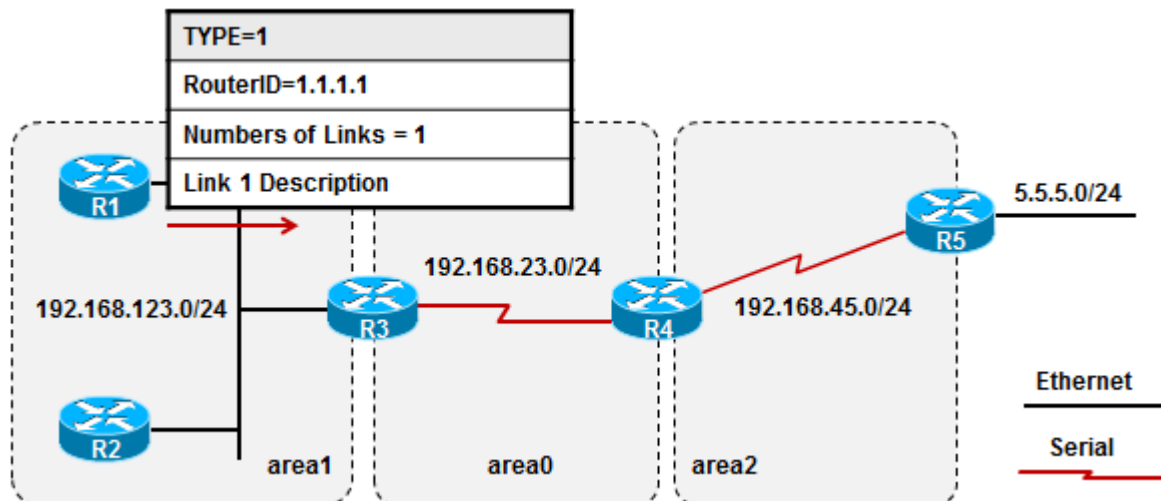 TYPE=1
RouterID=1.1.1.1
Numbers of Links = 1
Link 1 Description
R1
R5
5.5.5.0/24
192.168.23.0/24
192.168.123.0/24
R3
R4
192.168.45.0/24
Ethernet
R2
Serial
area1
area0
area2